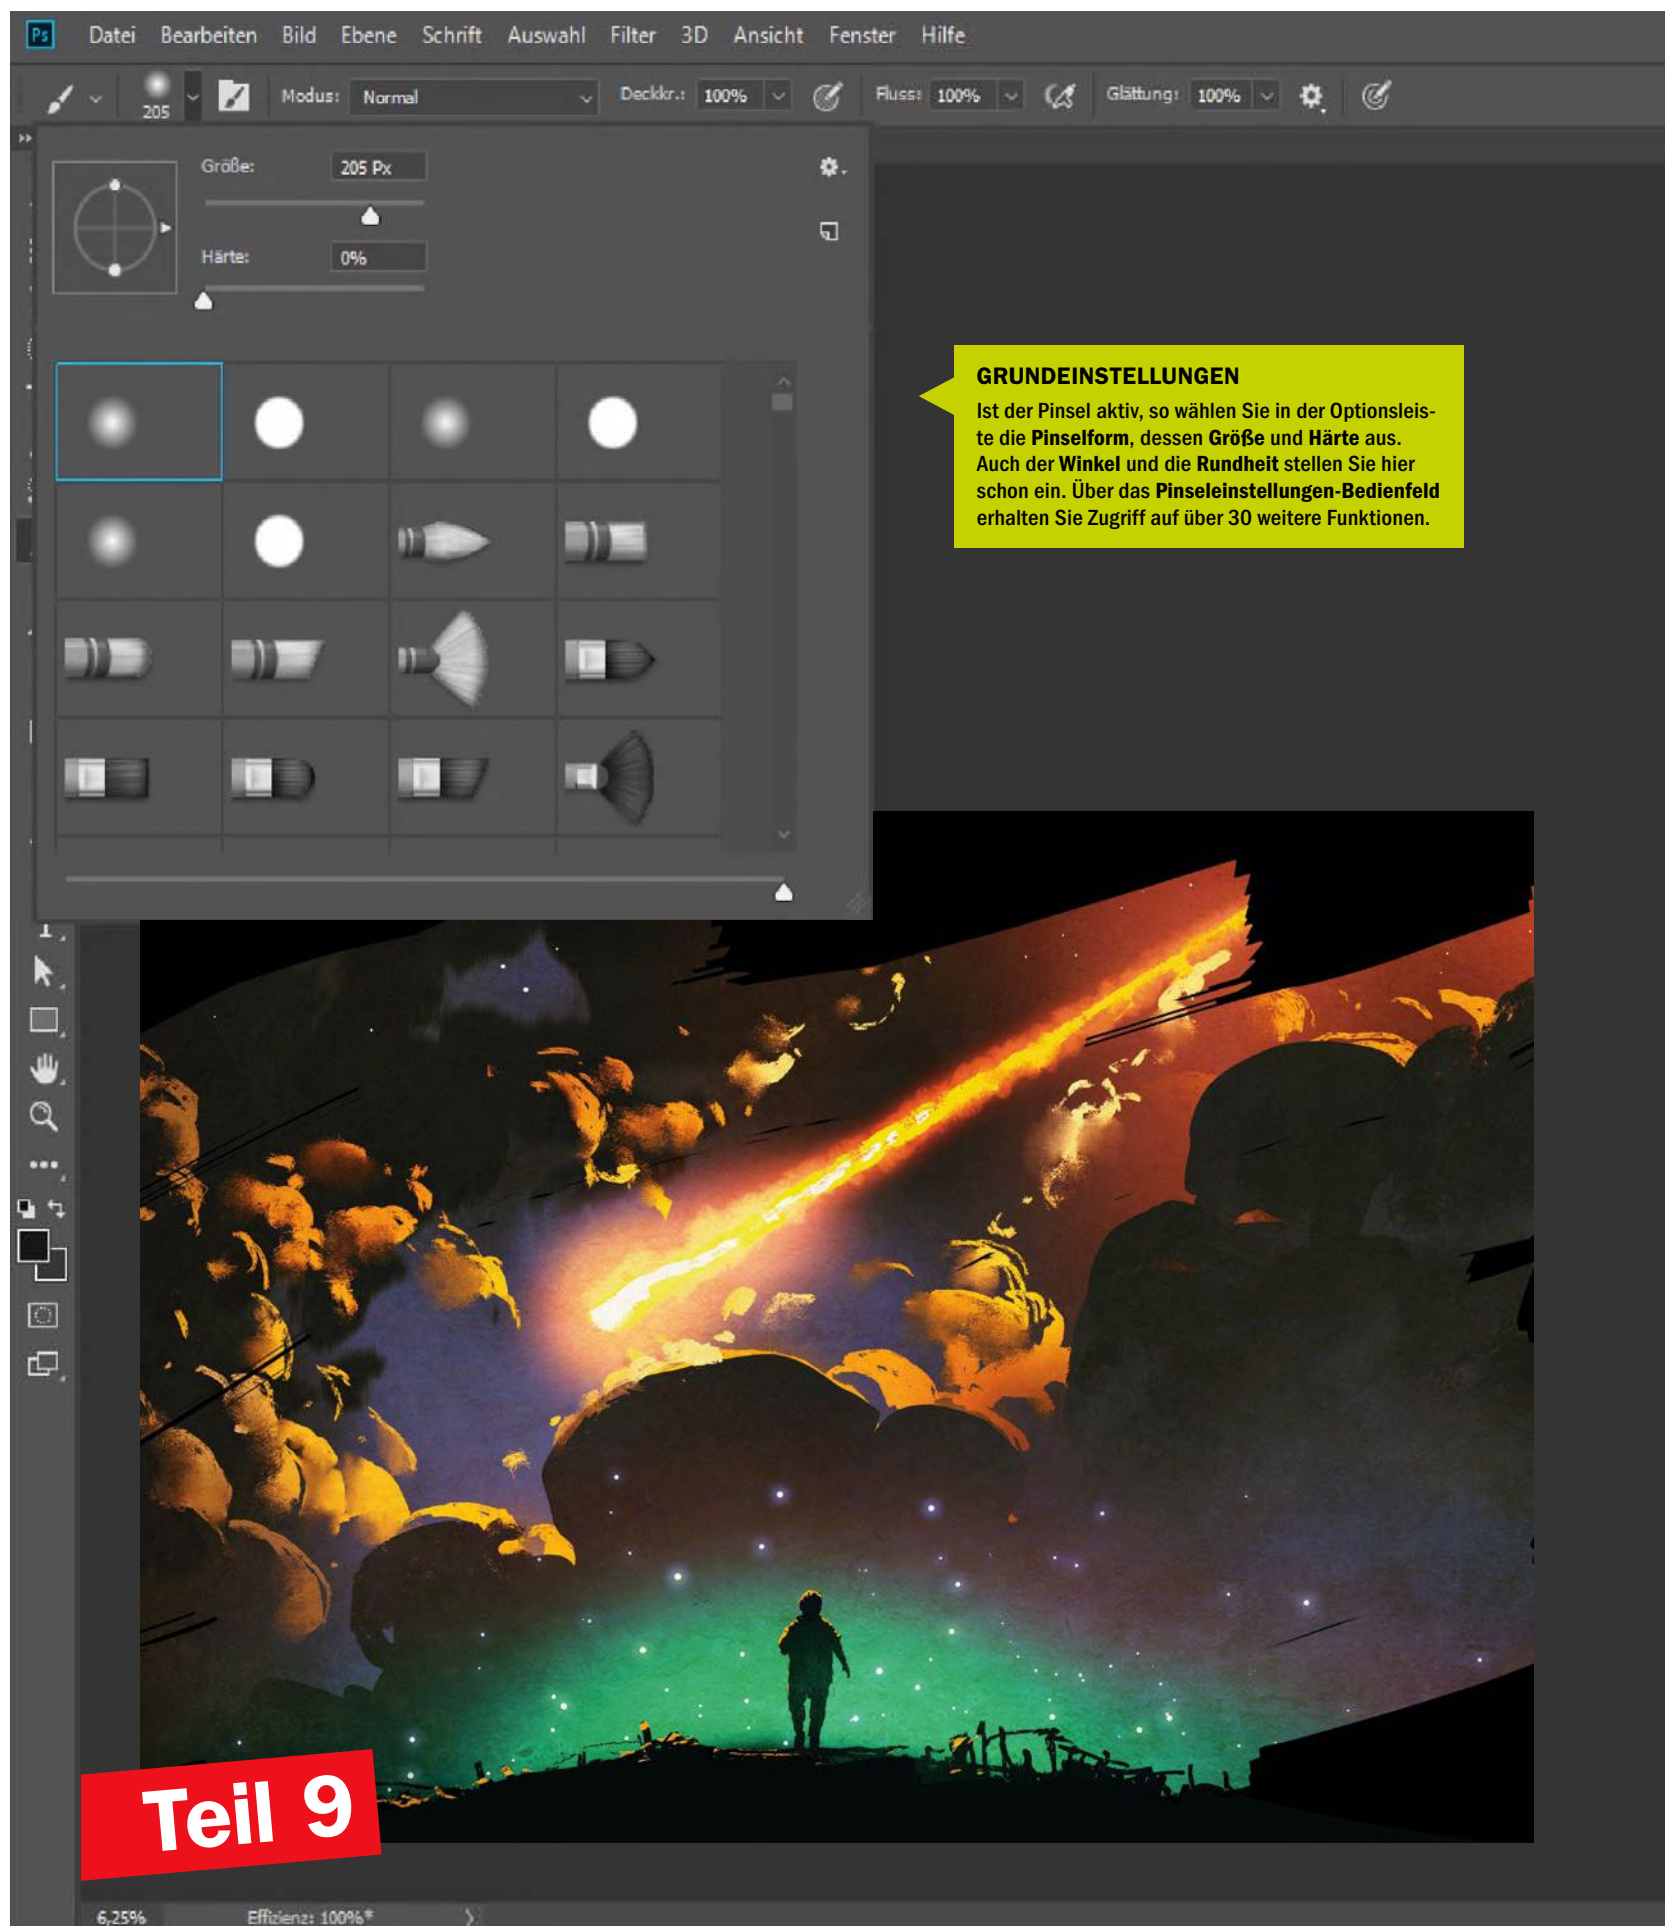 Ps Datei Bearbeiten Bild Ebene Schrift Auswahl Filter 3D Ansicht Fenster Hilfe
205 Modus: Normal Deckkr.: 100% Fluss: 100% Glättung: 100%
Größe: 205 Px
Härte: 0%
GRUNDEINSTELLUNGEN
Ist der Pinsel aktiv, so wählen Sie in der Optionsleis-
te die Pinselform, dessen Größe und Härte aus.
Auch der Winkel und die Rundheit stellen Sie hier
schon ein. Über das Pinseleinstellungen-Bedienfeld
erhalten Sie Zugriff auf über 30 weitere Funktionen.
Teil 9
6,25% Effizienz: 100%*